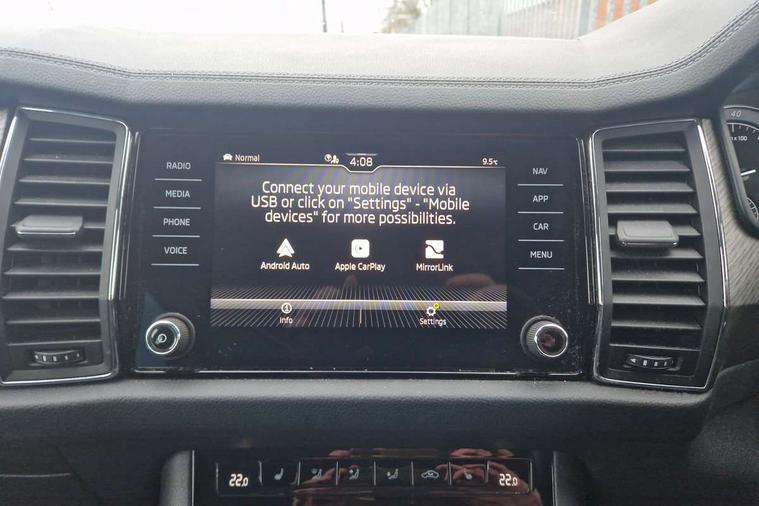 Normal 4:08 9.5°C
RADIO
MEDIA
PHONE
VOICE
Connect your mobile device via
USB or click on "Settings" - "Mobile
devices" for more possibilities.
Android Auto Apple CarPlay MirrorLink
Info Settings
NAV
APP
CAR
MENU
40
x 100
22.0 22.0